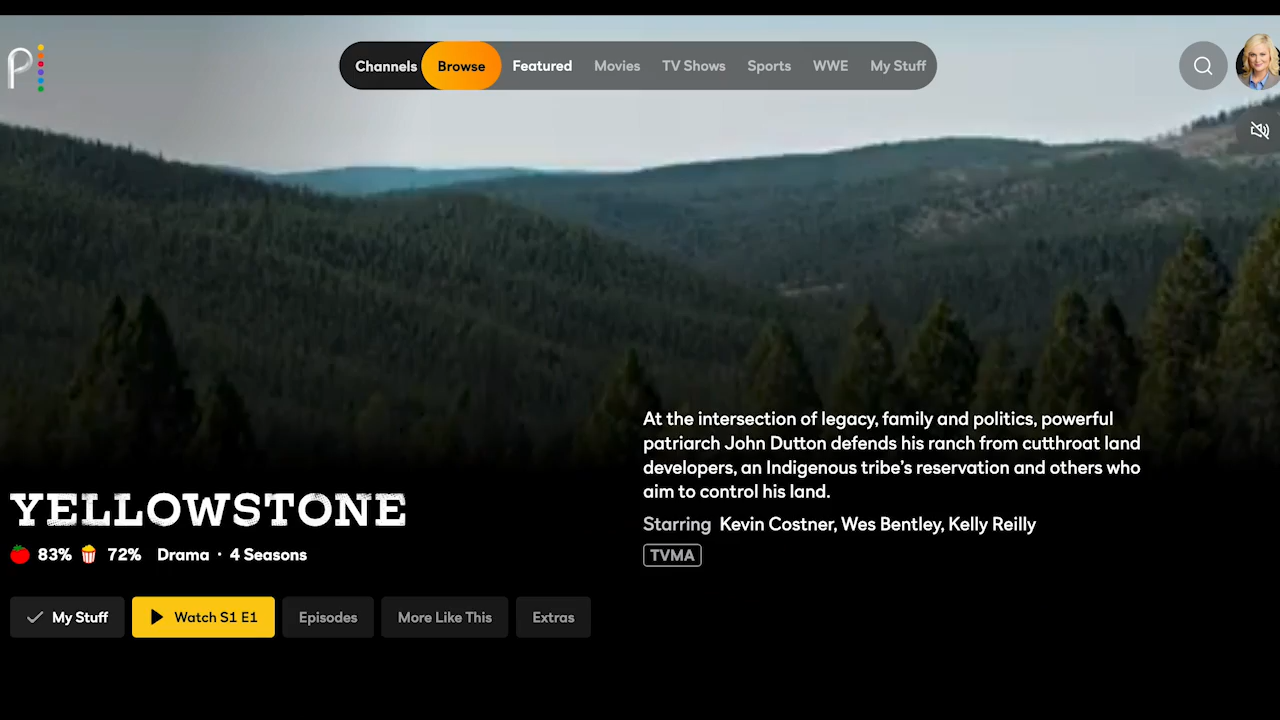 P
Channels Browse Featured Movies TV Shows Sports WWE My Stuff
At the intersection of legacy, family and politics, powerful
patriarch John Dutton defends his ranch from cutthroat land
developers, an Indigenous tribe's reservation and others who
aim to control his land.
Starring Kevin Costner, Wes Bentley, Kelly Reilly
TVMA
YELLOWSTONE
83% 72% Drama · 4 Seasons
My Stuff Watch S1 E1 Episodes More Like This Extras